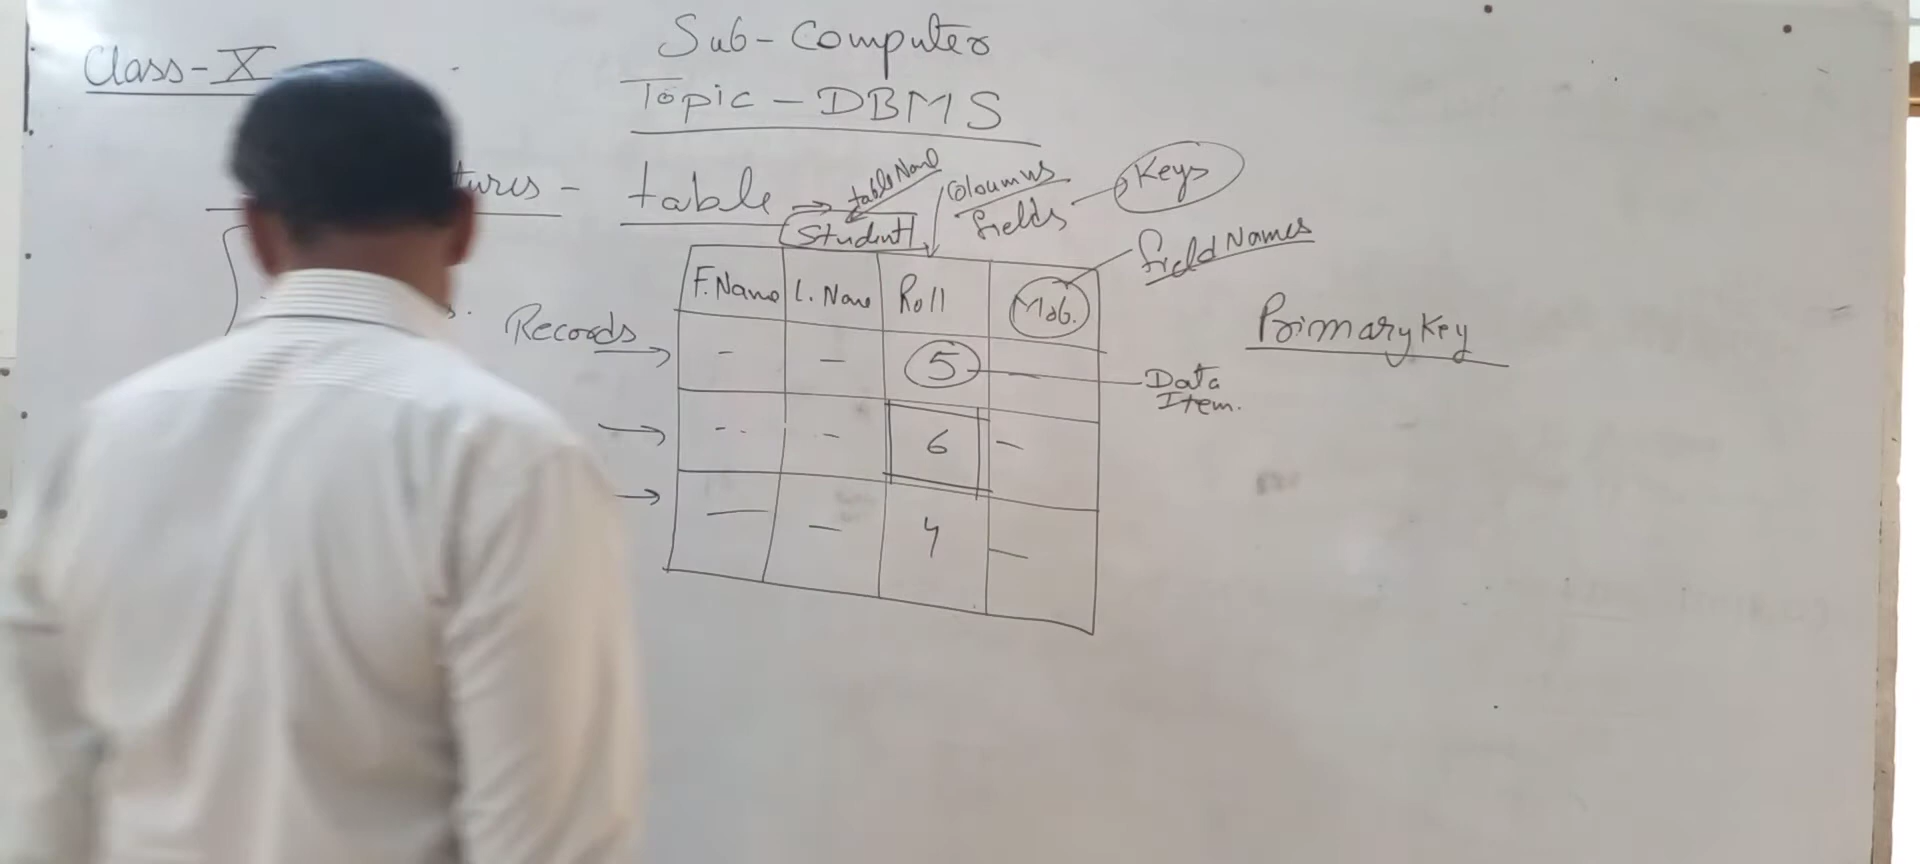 Class-X
Sub-Computer
Topic-DBMS
table → table Name
Student
Coloumns
fields
Keys
Field Names
F.Name L. Name Roll Mob.
Records
5
Data
Item.
6
4
Primary Key